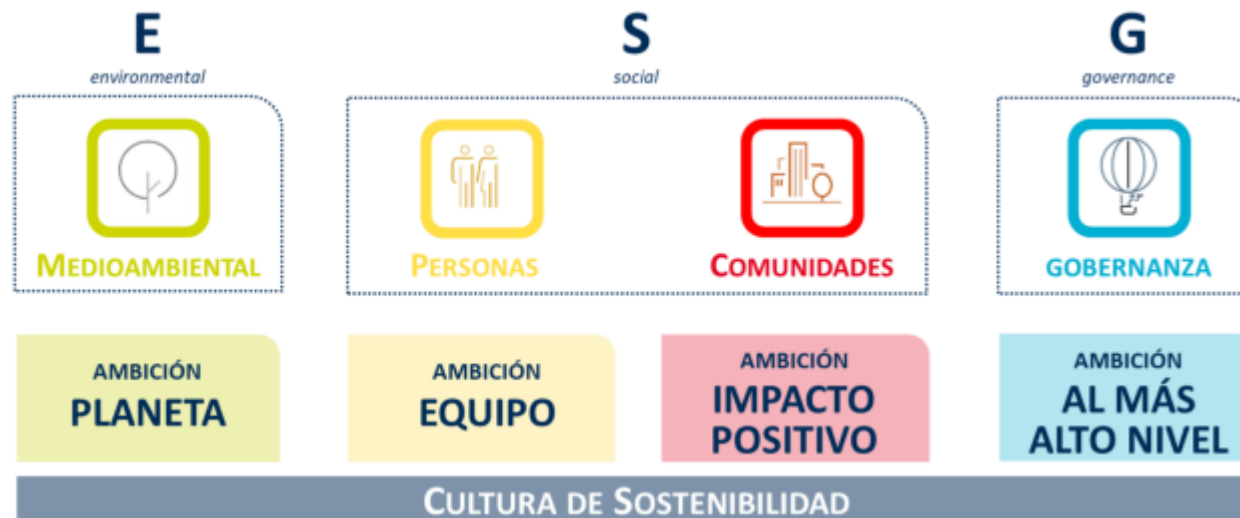 E
environmental
S
social
G
governance
MEDIOAMBIENTAL
PERSONAS
COMUNIDADES
GOBERNANZA
AMBICIÓN
PLANETA
AMBICIÓN
EQUIPO
AMBICIÓN
IMPACTO
POSITIVO
AMBICIÓN
AL MÁS
ALTO NIVEL
CULTURA DE SOSTENIBILIDAD